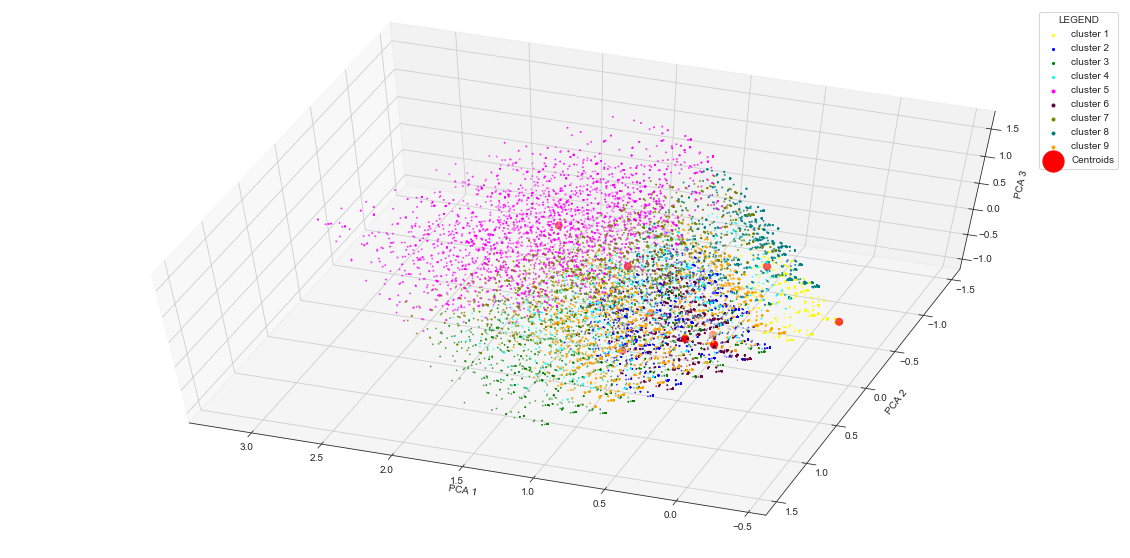 LEGEND
cluster 1
cluster 2
cluster 3
cluster 4
cluster 5
cluster 6
cluster 7
cluster 8
cluster 9
Centroids
1.5
1.0
0.5
0.0
−0.5
−1.0
PCA 3
−1.5
−1.0
−0.5
0.0
0.5
1.0
1.5
PCA 2
3.0
2.5
2.0
1.5
1.0
0.5
0.0
−0.5
PCA 1